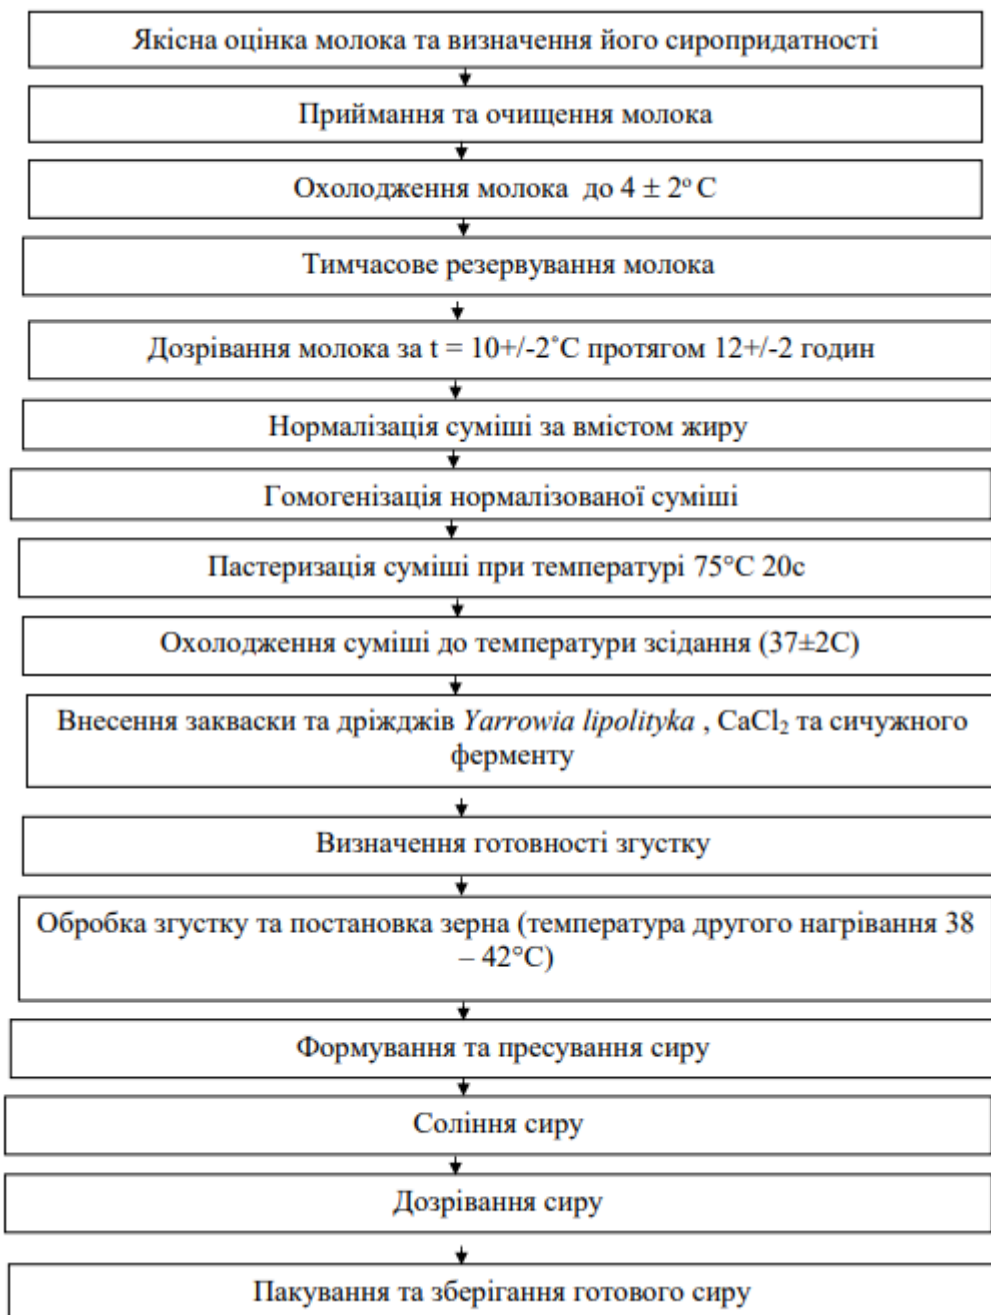 Якісна оцінка молока та визначення його сиропридатності
Приймання та очищення молока
Охолодження молока до 4 ± 2º С
Тимчасове резервування молока
Дозрівання молока за t = 10+/-2˚С протягом 12+/-2 годин
Нормалізація суміші за вмістом жиру
Гомогенізація нормалізованої суміші
Пастеризація суміші при температурі 75°С 20с
Охолодження суміші до температури зсідання (37±2С)
Внесення закваски та дріжджів Yarrowia lipolityka , CaCl₂ та сичужного
ферменту
Визначення готовності згустку
Обробка згустку та постановка зерна (температура другого нагрівання 38
– 42°С)
Формування та пресування сиру
Соління сиру
Дозрівання сиру
Пакування та зберігання готового сиру